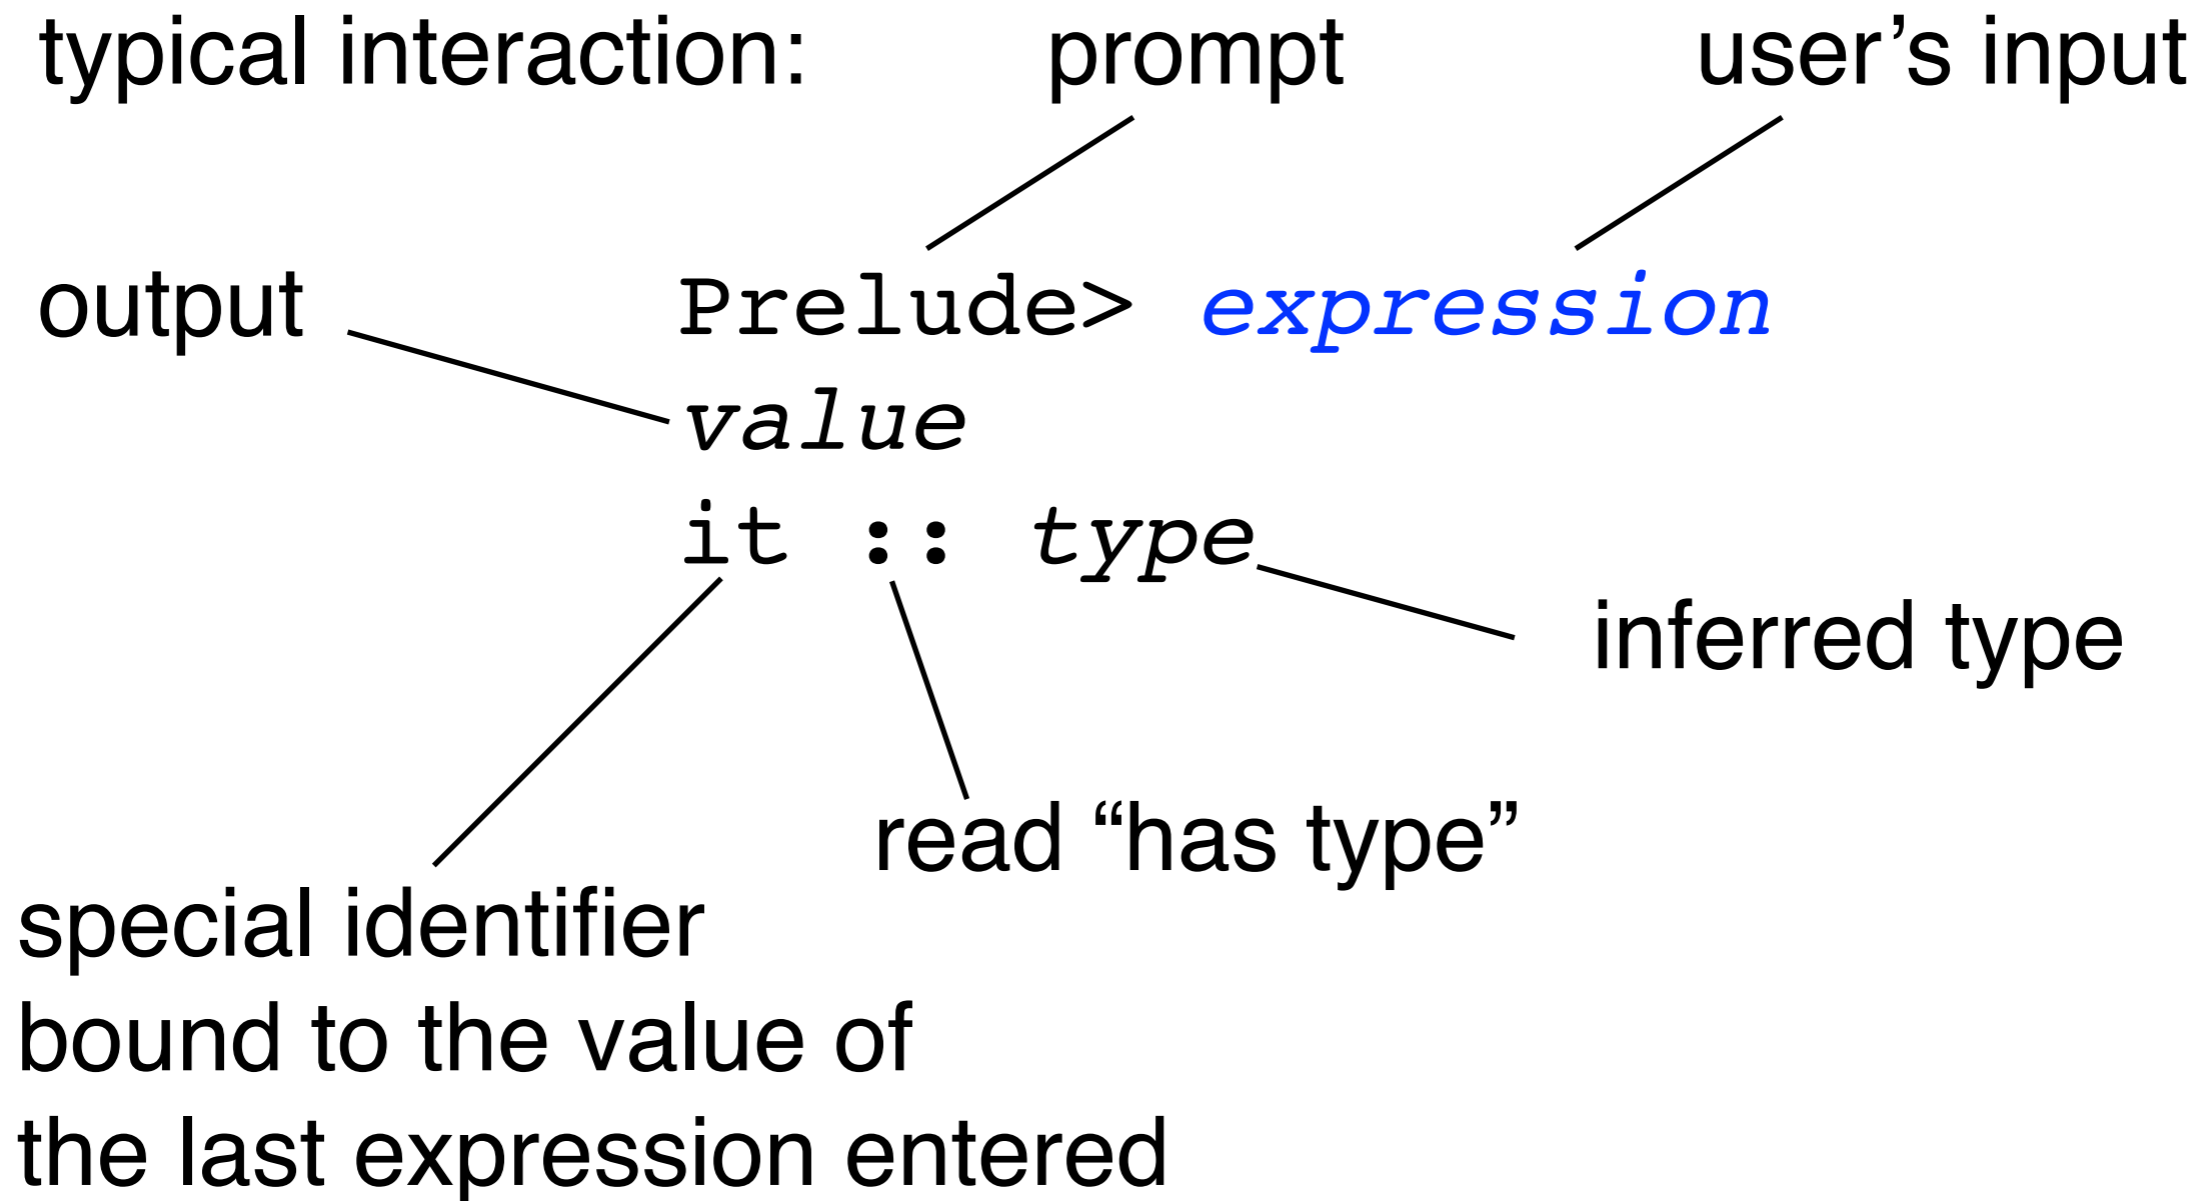 typical interaction: prompt user’s input
output Prelude> expression
value
it :: type
inferred type
read “has type”
special identifier
bound to the value of
the last expression entered